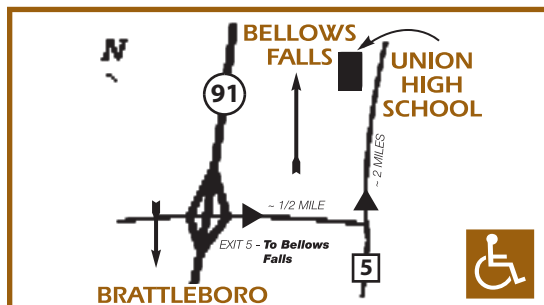 N
BELLOWS
FALLS
UNION
HIGH
SCHOOL
91
~ 2 MILES
~ 1/2 MILE
EXIT 5 - To Bellows
Falls
5
BRATTLEBORO